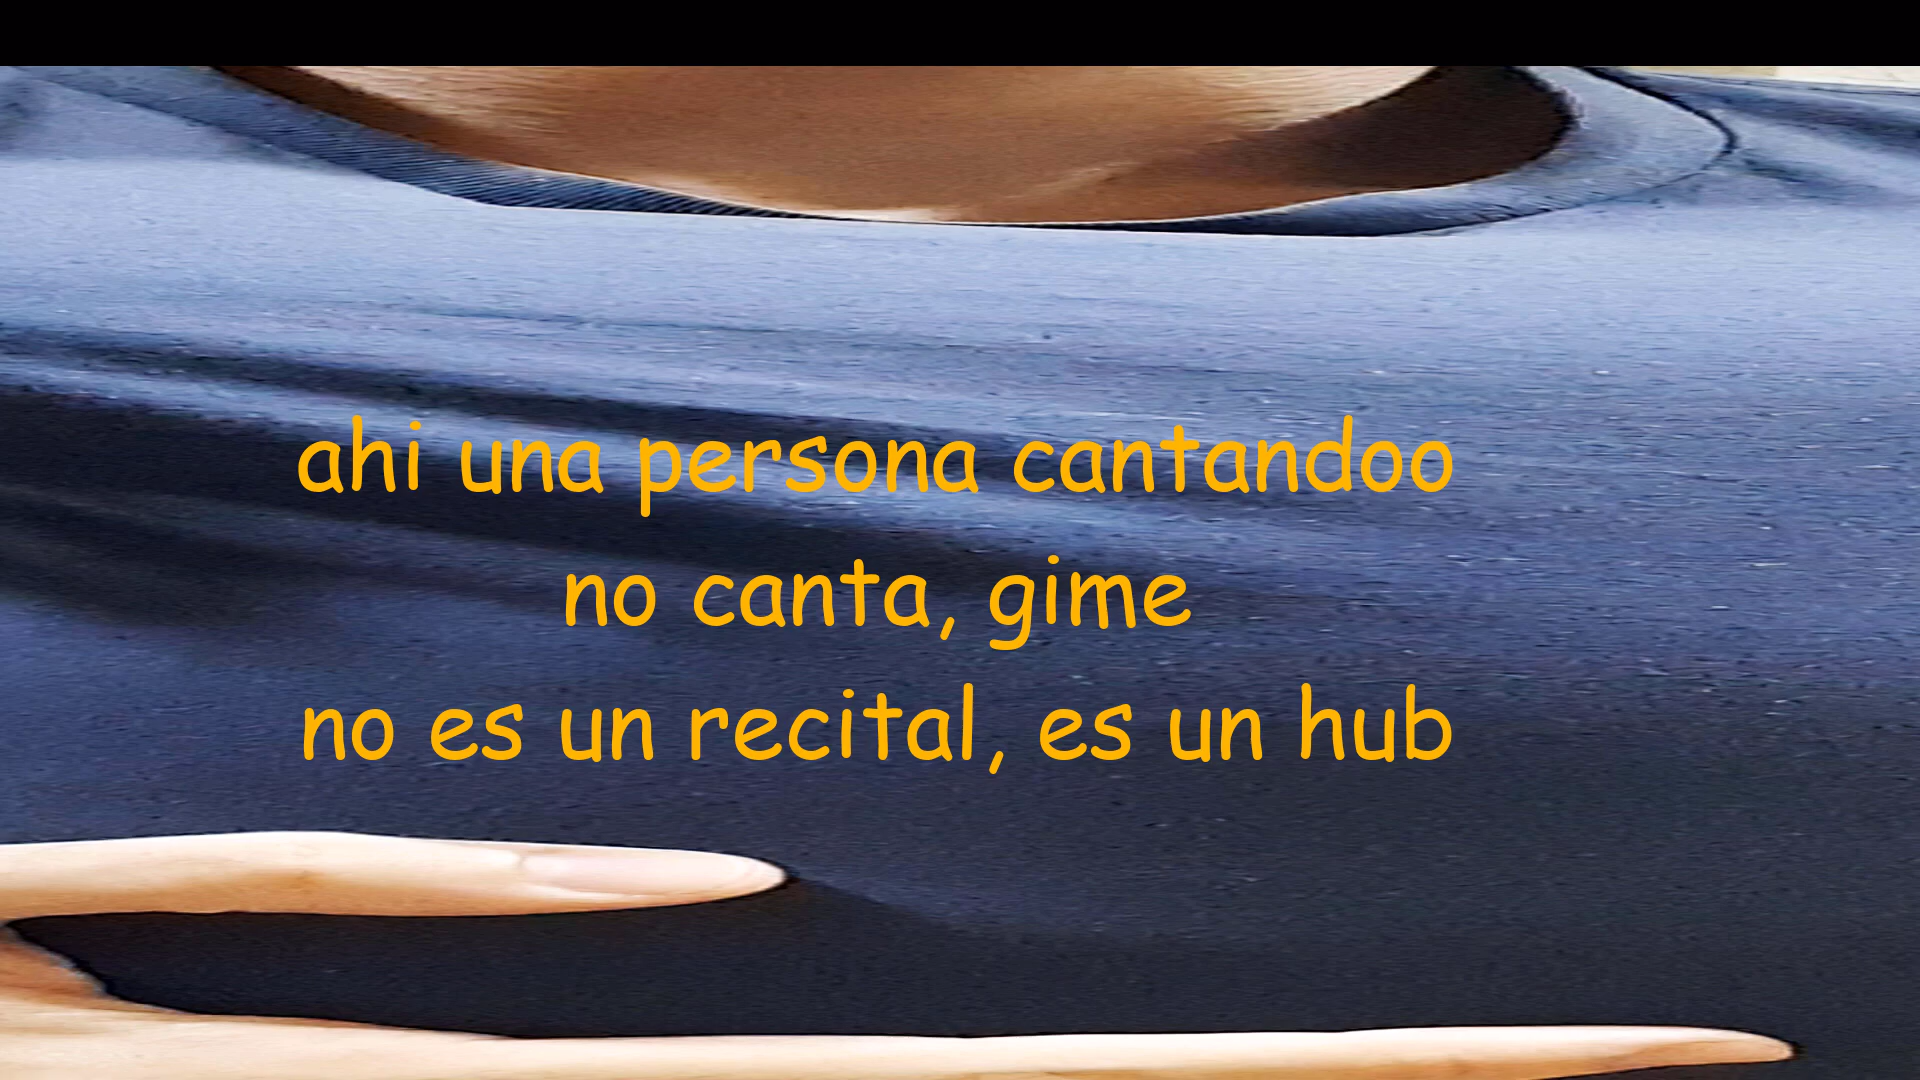 ahi una persona cantandoo
no canta, gime
no es un recital, es un hub